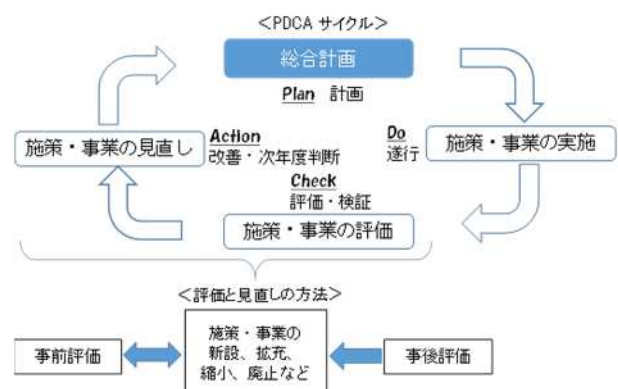 <PDCA サイクル>
総合計画
Plan 計画
施策・事業の見直し
Action
改善・次年度判断
Do
遂行
施策・事業の実施
Check
評価・検証
施策・事業の評価
<評価と見直しの方法>
事前評価
施策・事業の
新設、拡充、
縮小、廃止など
事後評価